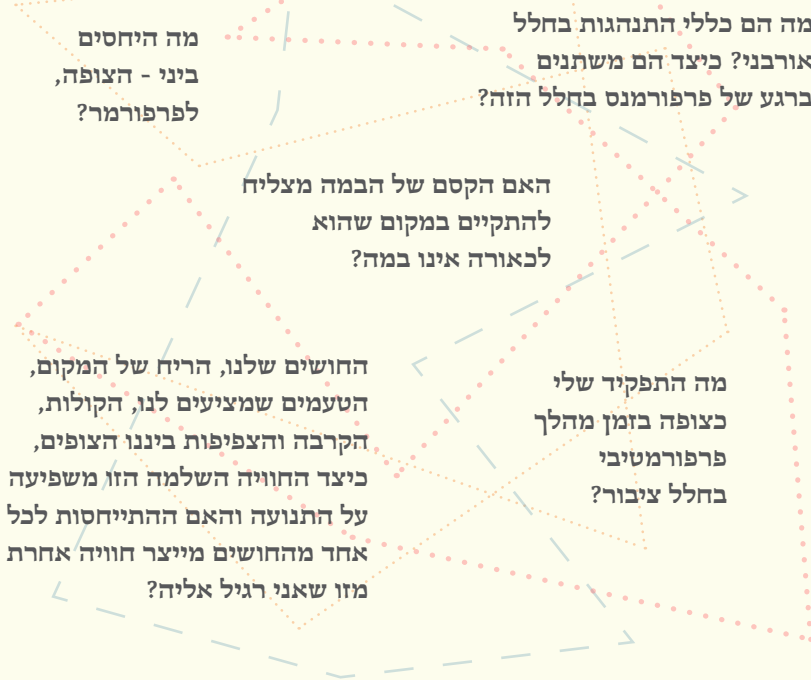 מה הם כללי התנהגות בחלל
אורבני? כיצד הם משתנים
ברגע של פרפורמנס בחלל הזה?
מה היחסים
ביני - הצופה,
לפרפורמר?
האם הקסם של הבמה מצליח
להתקיים במקום שהוא
לכאורה אינו במה?
מה התפקיד שלי
כצופה בזמן מהלך
פרפורמטיבי
בחלל ציבור?
החושים שלנו, הריח של המקום,
הטעמים שמציעים לנו, הקולות,
הקרבה והצפיפות ביננו הצופים,
כיצד החוויה השלמה הזו משפיעה
על התנועה והאם ההתייחסות לכל
אחד מהחושים מייצר חוויה אחרת
מזו שאני רגיל אליה?